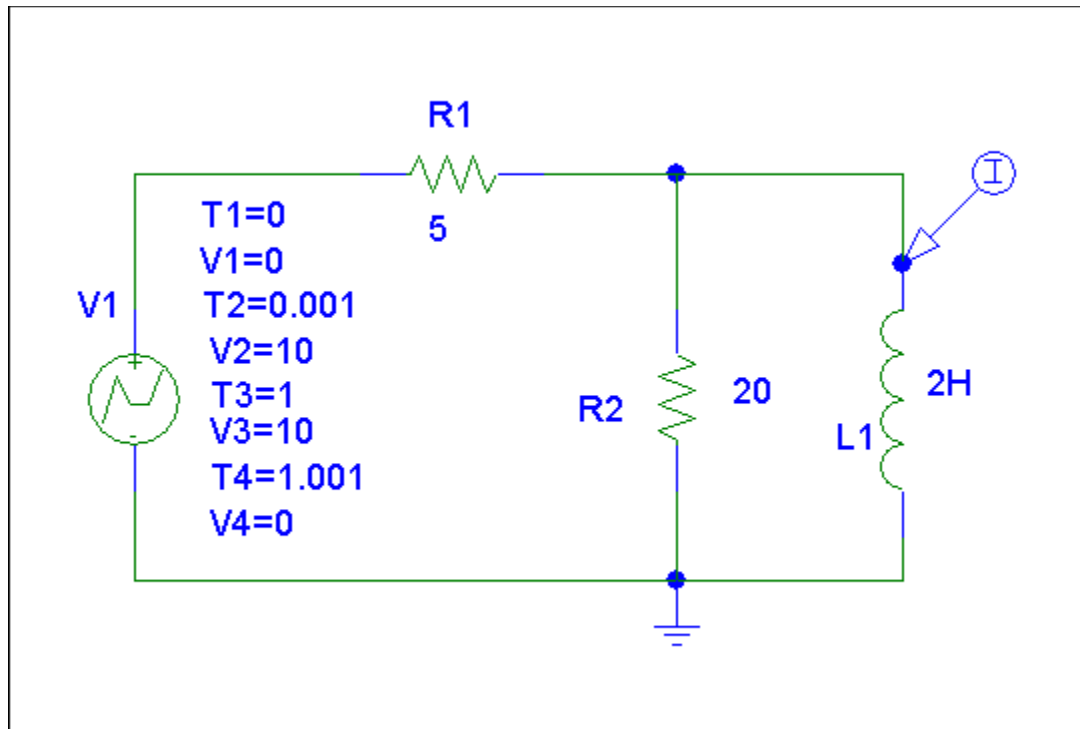 R1
5
T1=0
V1=0
T2=0.001
V2=10
T3=1
V3=10
T4=1.001
V4=0
V1
+
-
R2
20
I
2H
L1